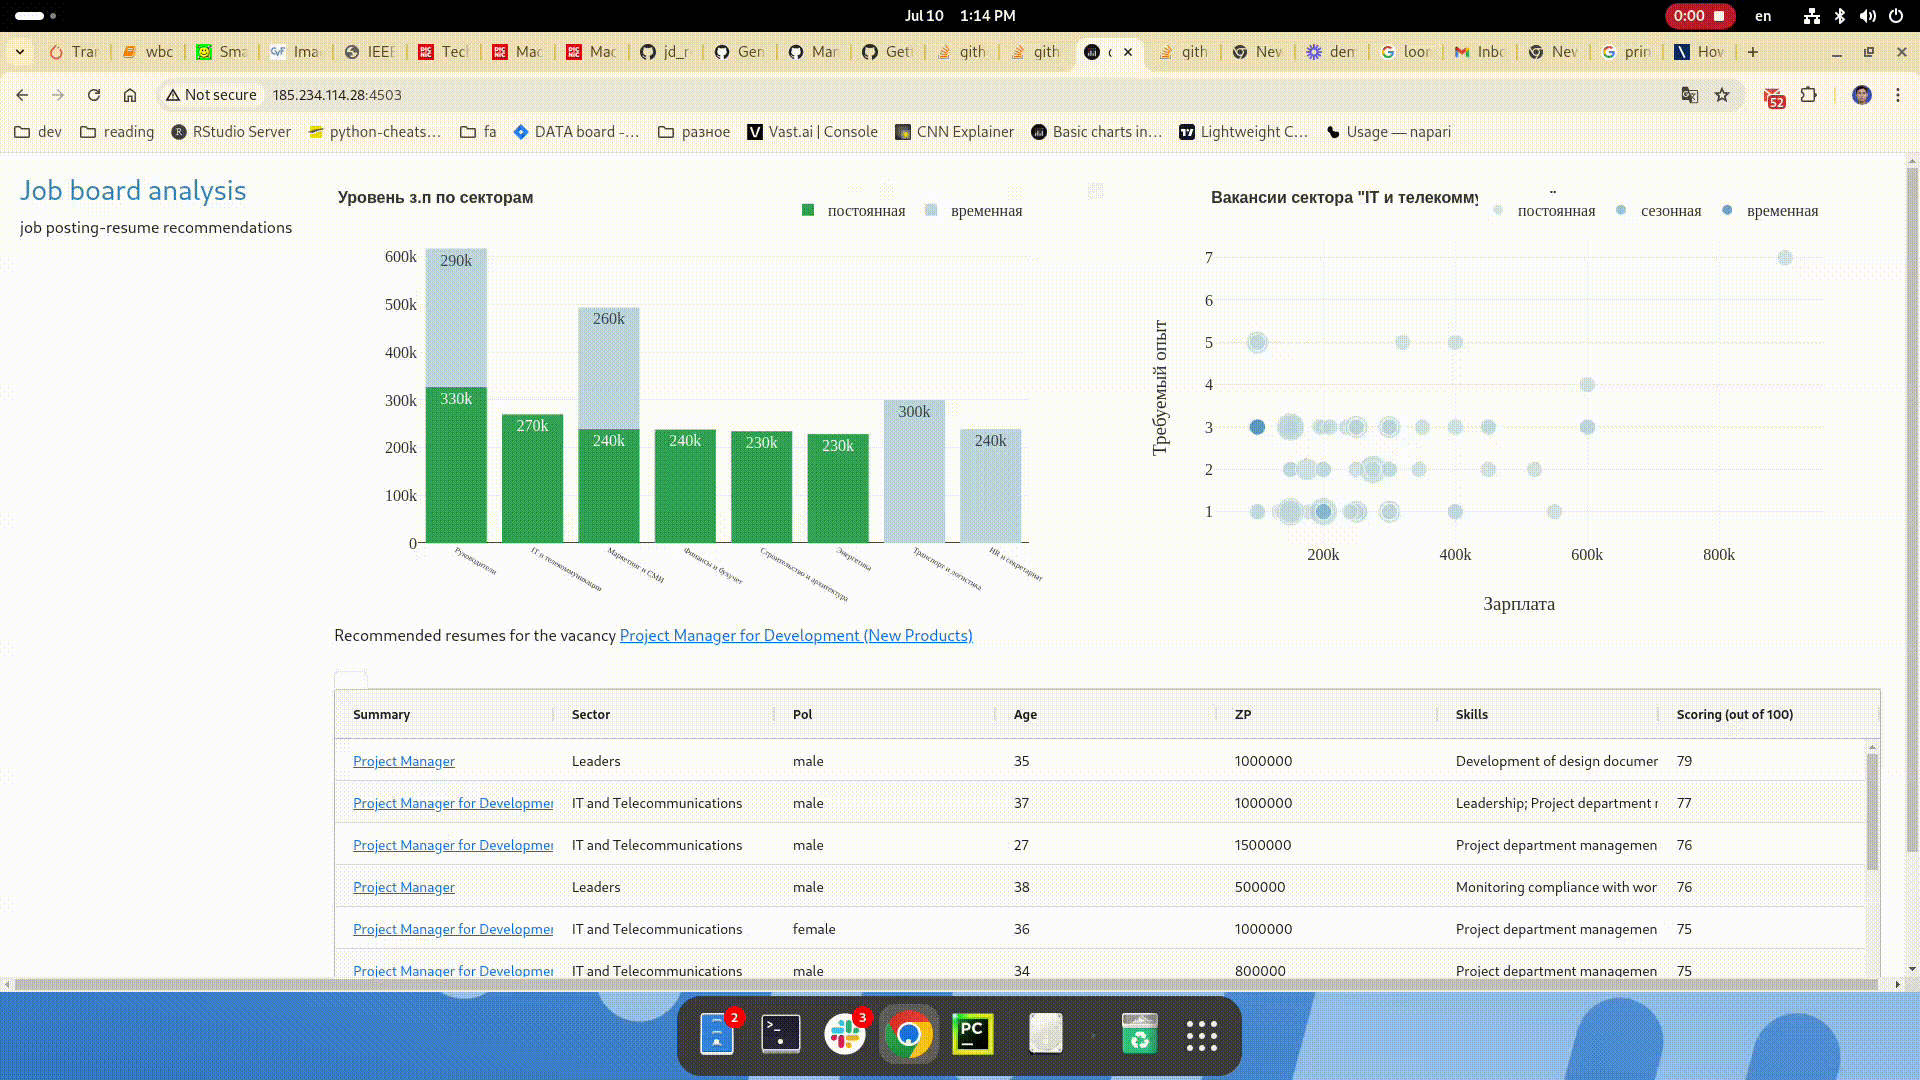 Jul 10 1:14 PM
0:00
en
Trar
wbc
Sma
Ima
IEEE
Tecl
Mac
Mac
jd_r
Gen
Mar
Gett
gith
gith
gith
Nev
den
loor
Inbo
Nev
prin
Hov
Not secure 185.234.114.28:4503
52
dev
reading
RStudio Server
python-cheats...
fa
DATA board -...
разное
Vast.ai | Console
CNN Explainer
Basic charts in...
Lightweight C...
Usage — napari
Job board analysis
job posting-resume recommendations
Уровень з.п по секторам
постоянная временная
600k
500k
400k
300k
200k
100k
0
290k
330k
270k
260k
240k
240k
230k
230k
300k
240k
Руководители
IT и телекоммуникации
Маркетинг и СМИ
Финансы и бухучет
Строительство и архитектура
Энергетика
Транспорт и логистика
HR и секретариат
Вакансии сектора "IT и телекомму
постоянная сезонная временная
Требуемый опыт
7
6
5
4
3
2
1
200k 400k 600k 800k
Зарплата
Recommended resumes for the vacancy Project Manager for Development (New Products)
Summary Sector Pol Age ZP Skills Scoring (out of 100)
Project Manager Leaders male 35 1000000 Development of design documer 79
Project Manager for Developmer IT and Telecommunications male 37 1000000 Leadership; Project department r 77
Project Manager for Developmer IT and Telecommunications male 27 1500000 Project department managemen 76
Project Manager Leaders male 38 500000 Monitoring compliance with wor 76
Project Manager for Developmer IT and Telecommunications female 36 1000000 Project department managemen 75
Project Manager for Developmer IT and Telecommunications male 34 800000 Project department managemen 75
2
3
PC